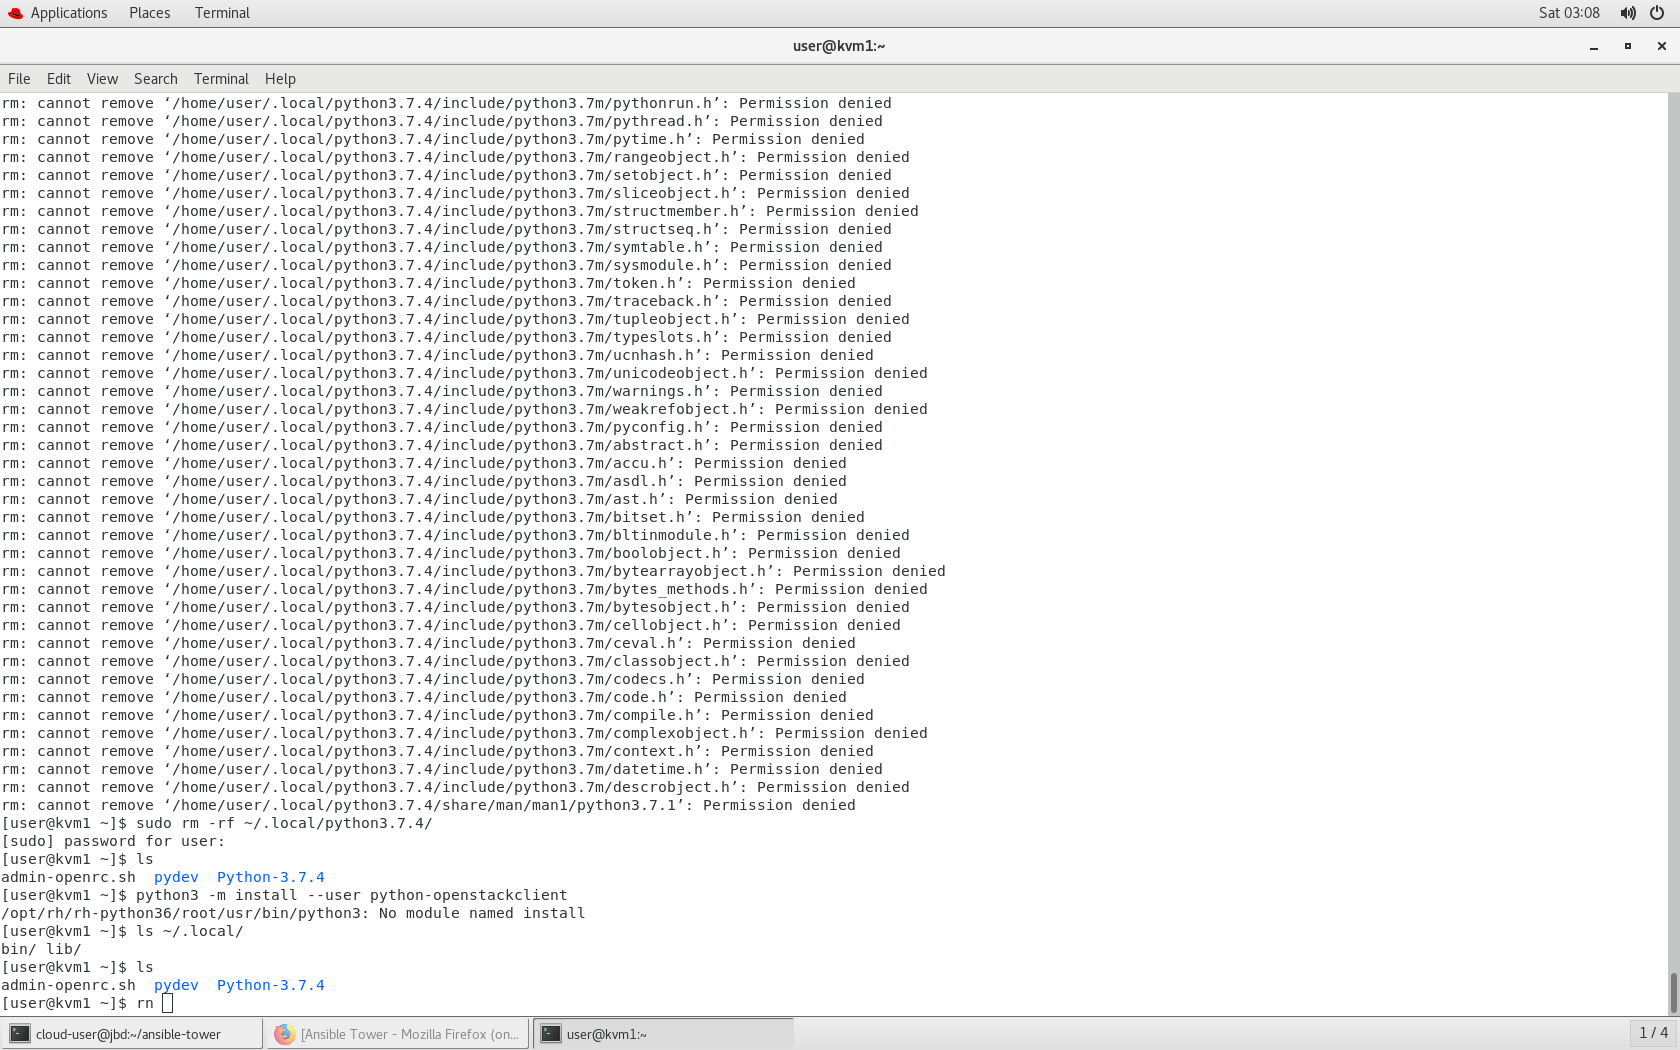 Applications Places Terminal Sat 03:08
user@kvm1:~
File Edit View Search Terminal Help
rm: cannot remove ‘/home/user/.local/python3.7.4/include/python3.7m/pythonrun.h’: Permission denied
rm: cannot remove ‘/home/user/.local/python3.7.4/include/python3.7m/pythread.h’: Permission denied
rm: cannot remove ‘/home/user/.local/python3.7.4/include/python3.7m/pytime.h’: Permission denied
rm: cannot remove ‘/home/user/.local/python3.7.4/include/python3.7m/rangeobject.h’: Permission denied
rm: cannot remove ‘/home/user/.local/python3.7.4/include/python3.7m/setobject.h’: Permission denied
rm: cannot remove ‘/home/user/.local/python3.7.4/include/python3.7m/sliceobject.h’: Permission denied
rm: cannot remove ‘/home/user/.local/python3.7.4/include/python3.7m/structmember.h’: Permission denied
rm: cannot remove ‘/home/user/.local/python3.7.4/include/python3.7m/structseq.h’: Permission denied
rm: cannot remove ‘/home/user/.local/python3.7.4/include/python3.7m/symtable.h’: Permission denied
rm: cannot remove ‘/home/user/.local/python3.7.4/include/python3.7m/sysmodule.h’: Permission denied
rm: cannot remove ‘/home/user/.local/python3.7.4/include/python3.7m/token.h’: Permission denied
rm: cannot remove ‘/home/user/.local/python3.7.4/include/python3.7m/traceback.h’: Permission denied
rm: cannot remove ‘/home/user/.local/python3.7.4/include/python3.7m/tupleobject.h’: Permission denied
rm: cannot remove ‘/home/user/.local/python3.7.4/include/python3.7m/typeslots.h’: Permission denied
rm: cannot remove ‘/home/user/.local/python3.7.4/include/python3.7m/ucnhash.h’: Permission denied
rm: cannot remove ‘/home/user/.local/python3.7.4/include/python3.7m/unicodeobject.h’: Permission denied
rm: cannot remove ‘/home/user/.local/python3.7.4/include/python3.7m/warnings.h’: Permission denied
rm: cannot remove ‘/home/user/.local/python3.7.4/include/python3.7m/weakrefobject.h’: Permission denied
rm: cannot remove ‘/home/user/.local/python3.7.4/include/python3.7m/pyconfig.h’: Permission denied
rm: cannot remove ‘/home/user/.local/python3.7.4/include/python3.7m/abstract.h’: Permission denied
rm: cannot remove ‘/home/user/.local/python3.7.4/include/python3.7m/accu.h’: Permission denied
rm: cannot remove ‘/home/user/.local/python3.7.4/include/python3.7m/asdl.h’: Permission denied
rm: cannot remove ‘/home/user/.local/python3.7.4/include/python3.7m/ast.h’: Permission denied
rm: cannot remove ‘/home/user/.local/python3.7.4/include/python3.7m/bitset.h’: Permission denied
rm: cannot remove ‘/home/user/.local/python3.7.4/include/python3.7m/bltinmodule.h’: Permission denied
rm: cannot remove ‘/home/user/.local/python3.7.4/include/python3.7m/boolobject.h’: Permission denied
rm: cannot remove ‘/home/user/.local/python3.7.4/include/python3.7m/bytearrayobject.h’: Permission denied
rm: cannot remove ‘/home/user/.local/python3.7.4/include/python3.7m/bytes_methods.h’: Permission denied
rm: cannot remove ‘/home/user/.local/python3.7.4/include/python3.7m/bytesobject.h’: Permission denied
rm: cannot remove ‘/home/user/.local/python3.7.4/include/python3.7m/cellobject.h’: Permission denied
rm: cannot remove ‘/home/user/.local/python3.7.4/include/python3.7m/ceval.h’: Permission denied
rm: cannot remove ‘/home/user/.local/python3.7.4/include/python3.7m/classobject.h’: Permission denied
rm: cannot remove ‘/home/user/.local/python3.7.4/include/python3.7m/codecs.h’: Permission denied
rm: cannot remove ‘/home/user/.local/python3.7.4/include/python3.7m/code.h’: Permission denied
rm: cannot remove ‘/home/user/.local/python3.7.4/include/python3.7m/compile.h’: Permission denied
rm: cannot remove ‘/home/user/.local/python3.7.4/include/python3.7m/complexobject.h’: Permission denied
rm: cannot remove ‘/home/user/.local/python3.7.4/include/python3.7m/context.h’: Permission denied
rm: cannot remove ‘/home/user/.local/python3.7.4/include/python3.7m/datetime.h’: Permission denied
rm: cannot remove ‘/home/user/.local/python3.7.4/include/python3.7m/descrobject.h’: Permission denied
rm: cannot remove ‘/home/user/.local/python3.7.4/share/man/man1/python3.7.1’: Permission denied
[user@kvm1 ~]$ sudo rm -rf ~/.local/python3.7.4/
[sudo] password for user:
[user@kvm1 ~]$ ls
admin-openrc.sh  pydev  Python-3.7.4
[user@kvm1 ~]$ python3 -m install --user python-openstackclient
/opt/rh/rh-python36/root/usr/bin/python3: No module named install
[user@kvm1 ~]$ ls ~/.local/
bin/ lib/
[user@kvm1 ~]$ ls
admin-openrc.sh  pydev  Python-3.7.4
[user@kvm1 ~]$ rn
cloud-user@jbd:~/ansible-tower [Ansible Tower - Mozilla Firefox (on... user@kvm1:~ 1 / 4